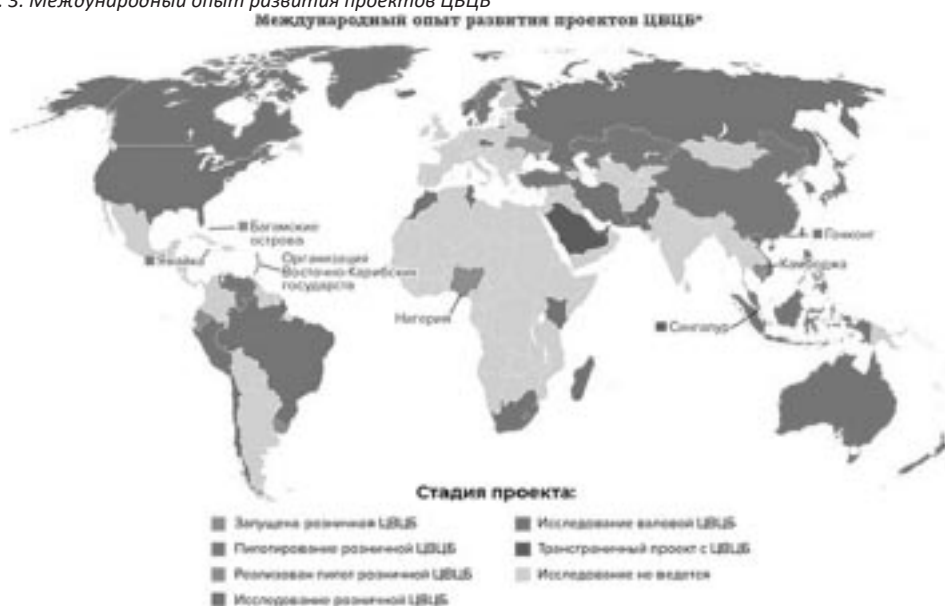 . 3. Международный опыт развития проектов ЦВЦБ
Международный опыт развития проектов ЦВЦБ*
Багамские
острова
Ямайка
Организация
Восточно-Карибских
государств
Нигерия
Гонконг
Камбоджа
Сингапур
Стадия проекта:
Запущена розничная ЦВЦБ
Пилотирование розничной ЦВЦБ
Реализован пилот розничной ЦВЦБ
Исследование розничной ЦВЦБ
Исследование валовой ЦВЦБ
Трансграничный проект с ЦВЦБ
Исследование не ведется